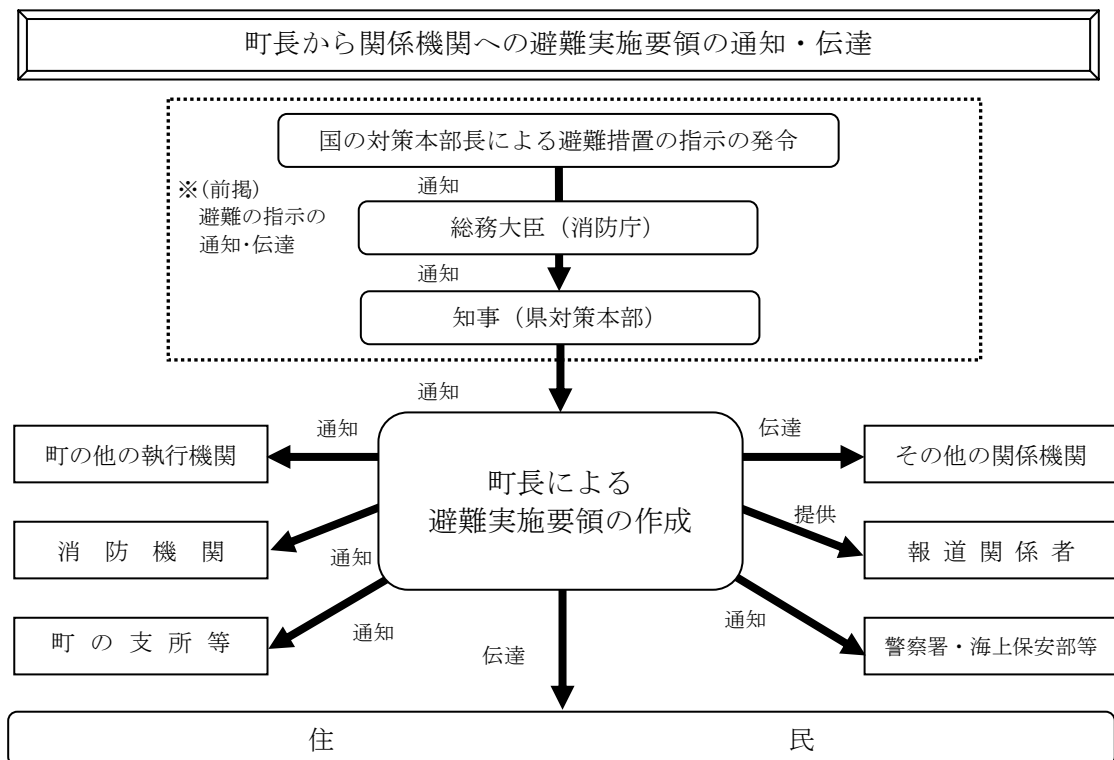 町長から関係機関への避難実施要領の通知・伝達
国の対策本部長による避難措置の指示の発令
※(前掲)
避難の指示の
通知・伝達
通知
総務大臣（消防庁）
通知
知事（県対策本部）
通知
町長による
避難実施要領の作成
通知
町の他の執行機関
通知
消防機関
通知
町の支所等
伝達
その他の関係機関
提供
報道関係者
通知
警察署・海上保安部等
伝達
住民